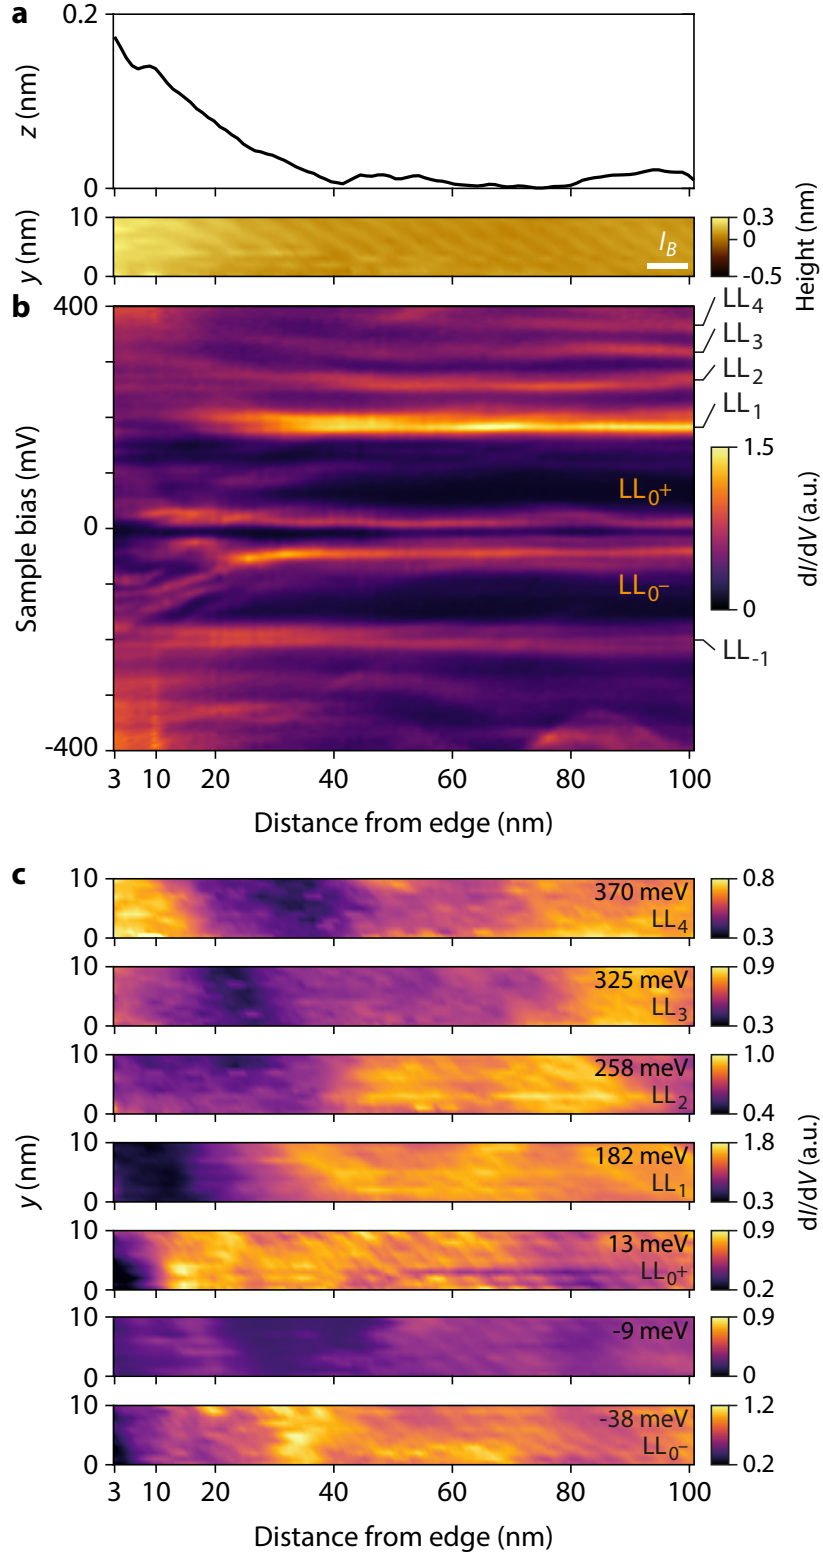 a
0.2
z (nm)
0
10
y (nm)
0
l_B
0.3
0
-0.5
Height (nm)
b
400
Sample bias (mV)
0
-400
LL4
LL3
LL2
LL1
LL0+
LL0−
LL-1
1.5
dI/dV (a.u.)
0
3 10 20 40 60 80 100
Distance from edge (nm)
c
10
0
370 meV
LL4
0.8
0.3
10
0
325 meV
LL3
0.9
0.3
10
0
258 meV
LL2
1.0
0.4
y (nm)
10
0
182 meV
LL1
1.8
0.3
dI/dV (a.u.)
10
0
13 meV
LL0+
0.9
0.2
10
0
-9 meV
0.9
0
10
0
-38 meV
LL0−
1.2
0.2
3 10 20 40 60 80 100
Distance from edge (nm)